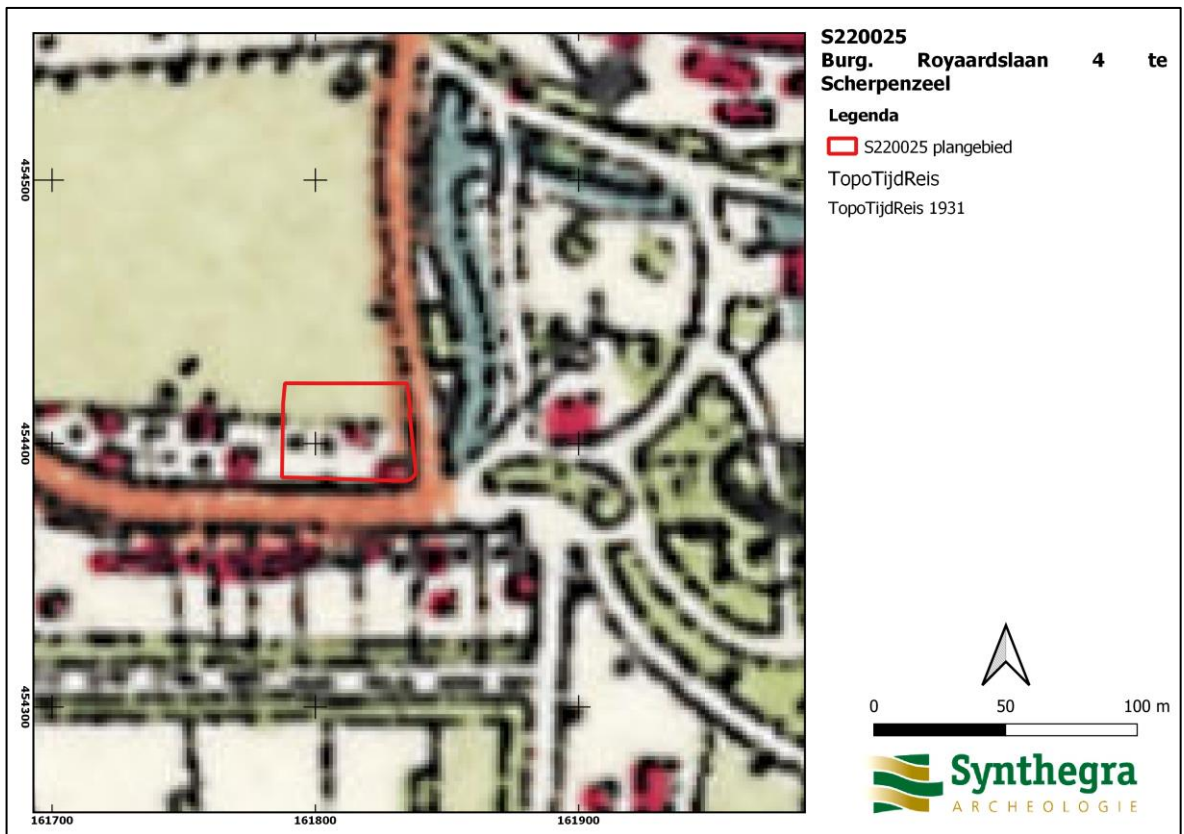 S220025
Burg. Royaardslaan 4 te
Scherpenzeel
Legenda
S220025 plangebied
TopoTijdReis
TopoTijdReis 1931
454500
454400
454300
161700 161800 161900
0 50 100 m
Synthegra
ARCHEOLOGIE